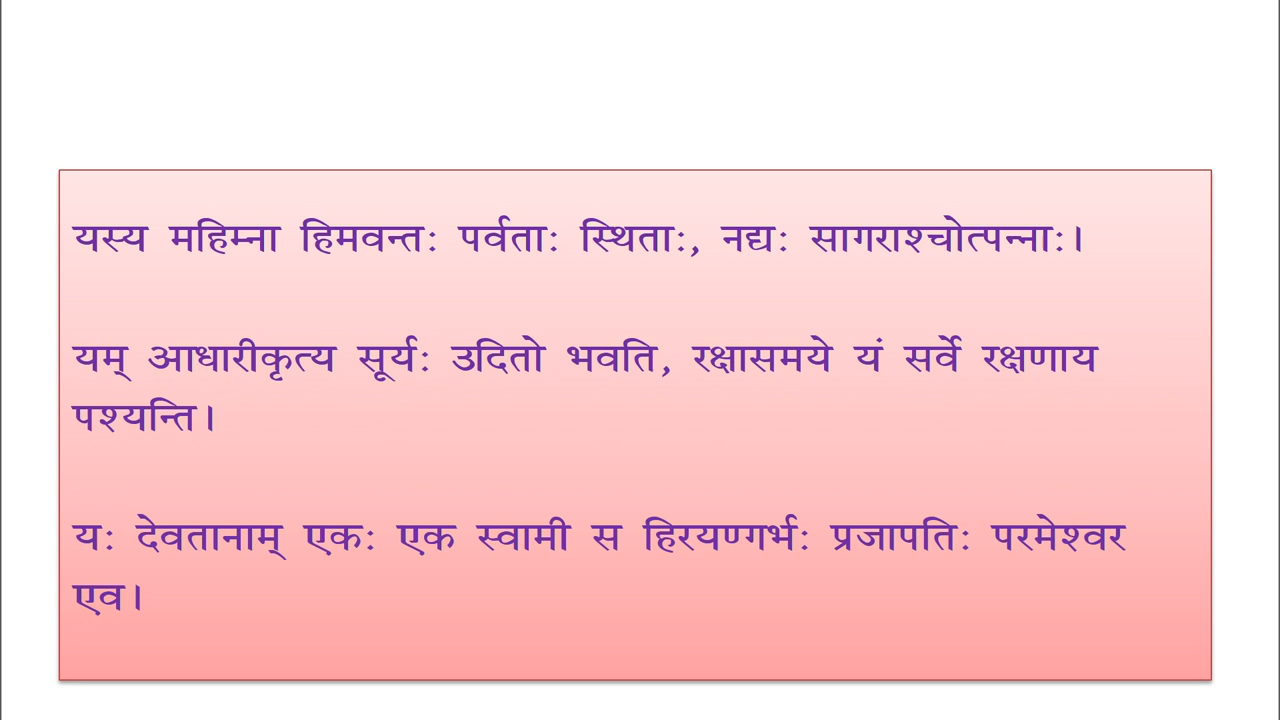 यस्य महिम्ना हिमवन्तः पर्वताः स्थिताः, नद्यः सागराश्चोत्पन्नाः।
यम् आधारीकृत्य सूर्यः उदितो भवति, रक्षासमये यं सर्वे रक्षणाय
पश्यन्ति।
यः देवतानाम् एकः एक स्वामी स हिरयण्गर्भः प्रजापतिः परमेश्वर
एव।